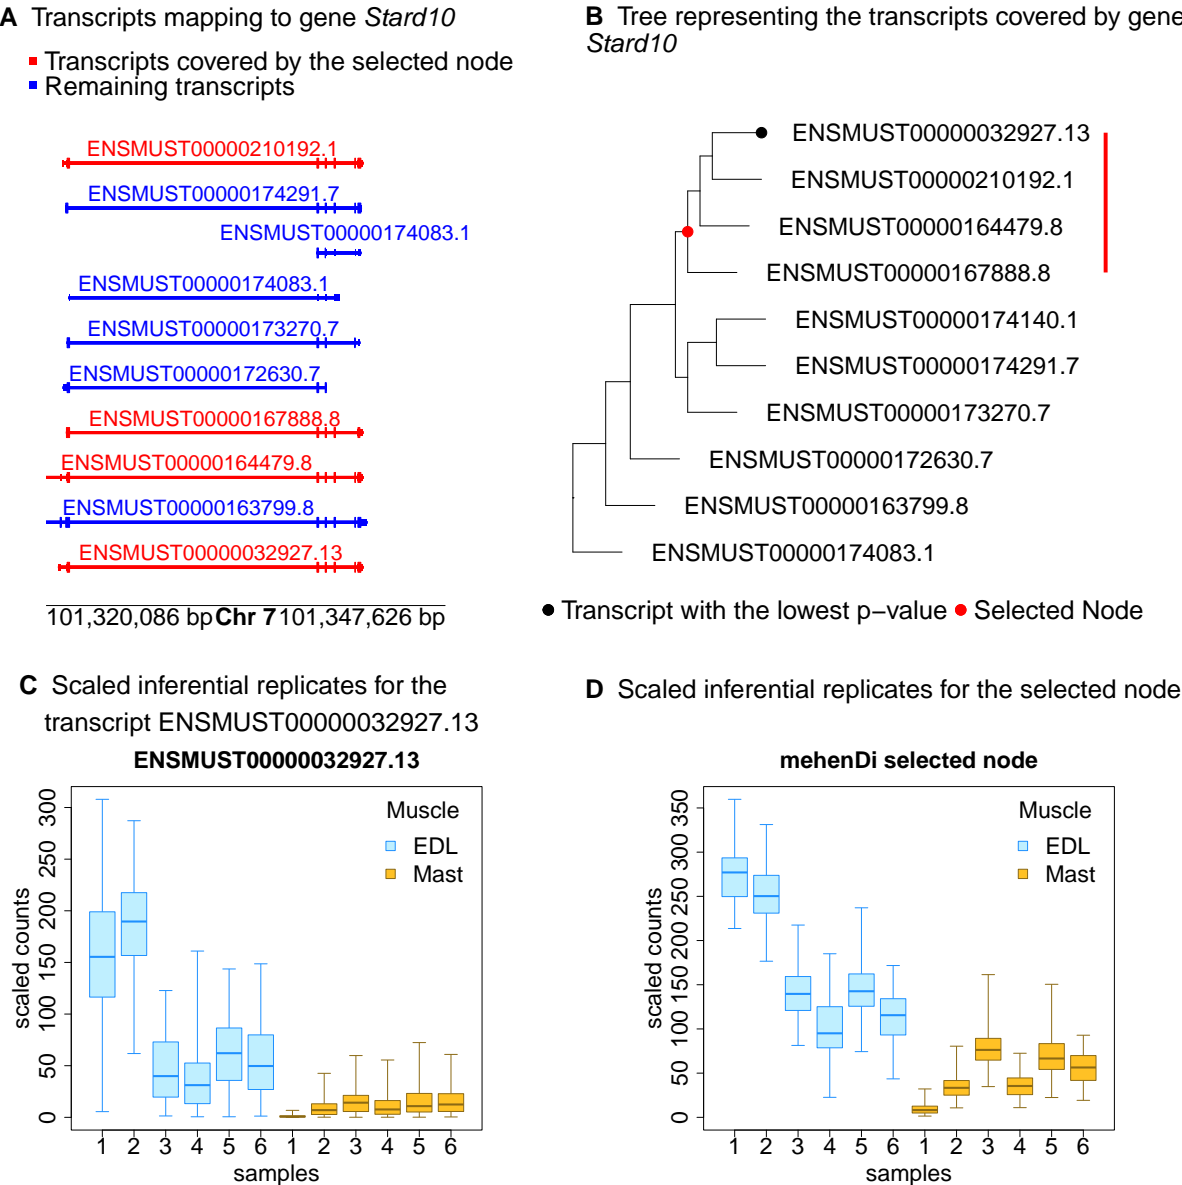 A Transcripts mapping to gene Stard10
Transcripts covered by the selected node
Remaining transcripts
ENSMUST00000210192.1
ENSMUST00000174291.7
ENSMUST00000174083.1
ENSMUST00000174083.1
ENSMUST00000173270.7
ENSMUST00000172630.7
ENSMUST00000167888.8
ENSMUST00000164479.8
ENSMUST00000163799.8
ENSMUST00000032927.13
101,320,086 bp Chr 7 101,347,626 bp
B Tree representing the transcripts covered by gene
Stard10
ENSMUST00000032927.13
ENSMUST00000210192.1
ENSMUST00000164479.8
ENSMUST00000167888.8
ENSMUST00000174140.1
ENSMUST00000174291.7
ENSMUST00000173270.7
ENSMUST00000172630.7
ENSMUST00000163799.8
ENSMUST00000174083.1
Transcript with the lowest p−value Selected Node
C Scaled inferential replicates for the
transcript ENSMUST00000032927.13
ENSMUST00000032927.13
scaled counts
300
250
200
150
100
50
0
Muscle
EDL
Mast
1 2 3 4 5 6 1 2 3 4 5 6
samples
D Scaled inferential replicates for the selected node
mehenDi selected node
scaled counts
350
300
250
200
150
100
50
0
Muscle
EDL
Mast
1 2 3 4 5 6 1 2 3 4 5 6
samples